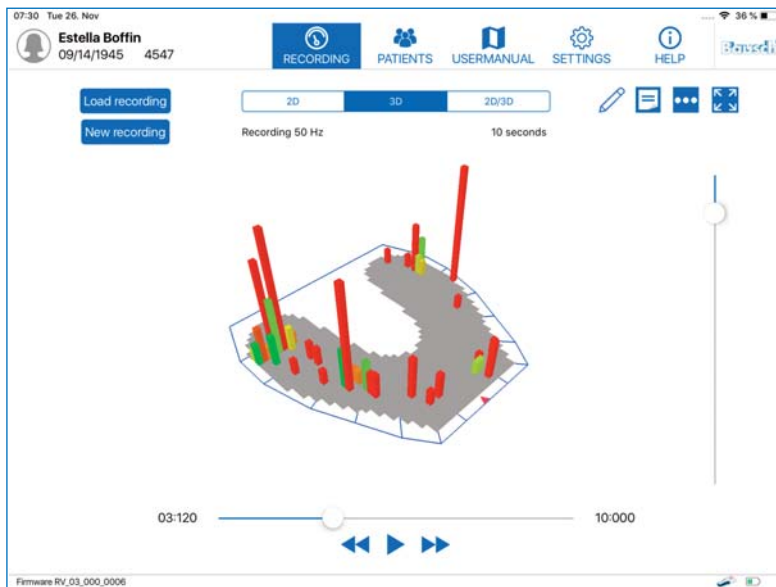 07:30 Tue 26. Nov 36 %
Estella Boffin
09/14/1945 4547
RECORDING PATIENTS USERMANUAL SETTINGS HELP
Load recording
2D 3D 2D/3D
New recording
Recording 50 Hz 10 seconds
03:120 10:000
Firmware RV_03_000_0006